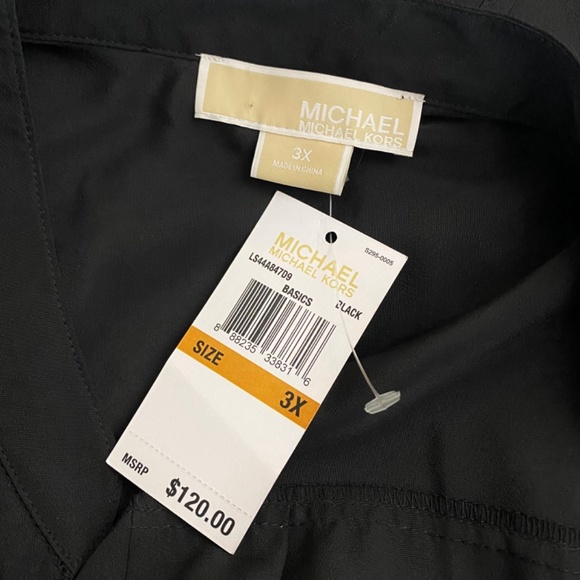 MICHAEL
MICHAEL KORS
3X
MADE IN CHINA
S295-0005
MICHAEL
MICHAEL KORS
LS44A847D9
BASICS BLACK
8 88235 33831 6
SIZE 3X
MSRP $120.00